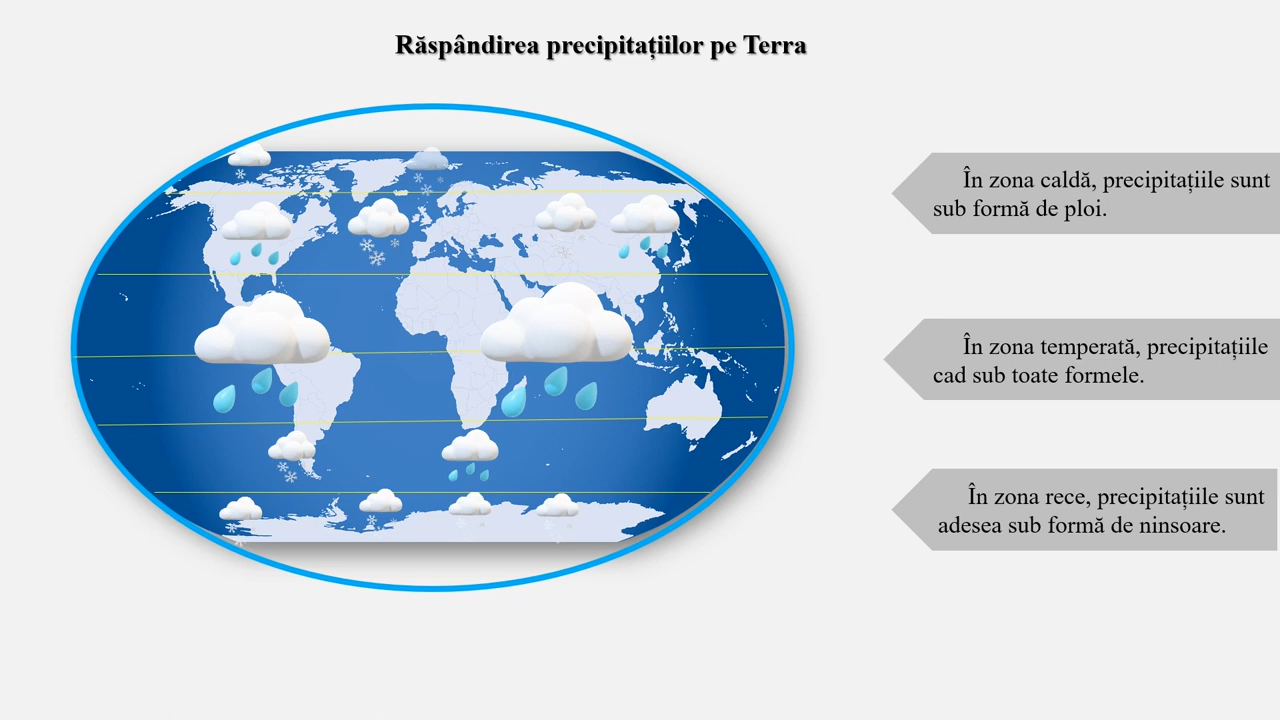 Răspândirea precipitațiilor pe Terra
În zona caldă, precipitațiile sunt
sub formă de ploi.
În zona temperată, precipitațiile
cad sub toate formele.
În zona rece, precipitațiile sunt
adesea sub formă de ninsoare.